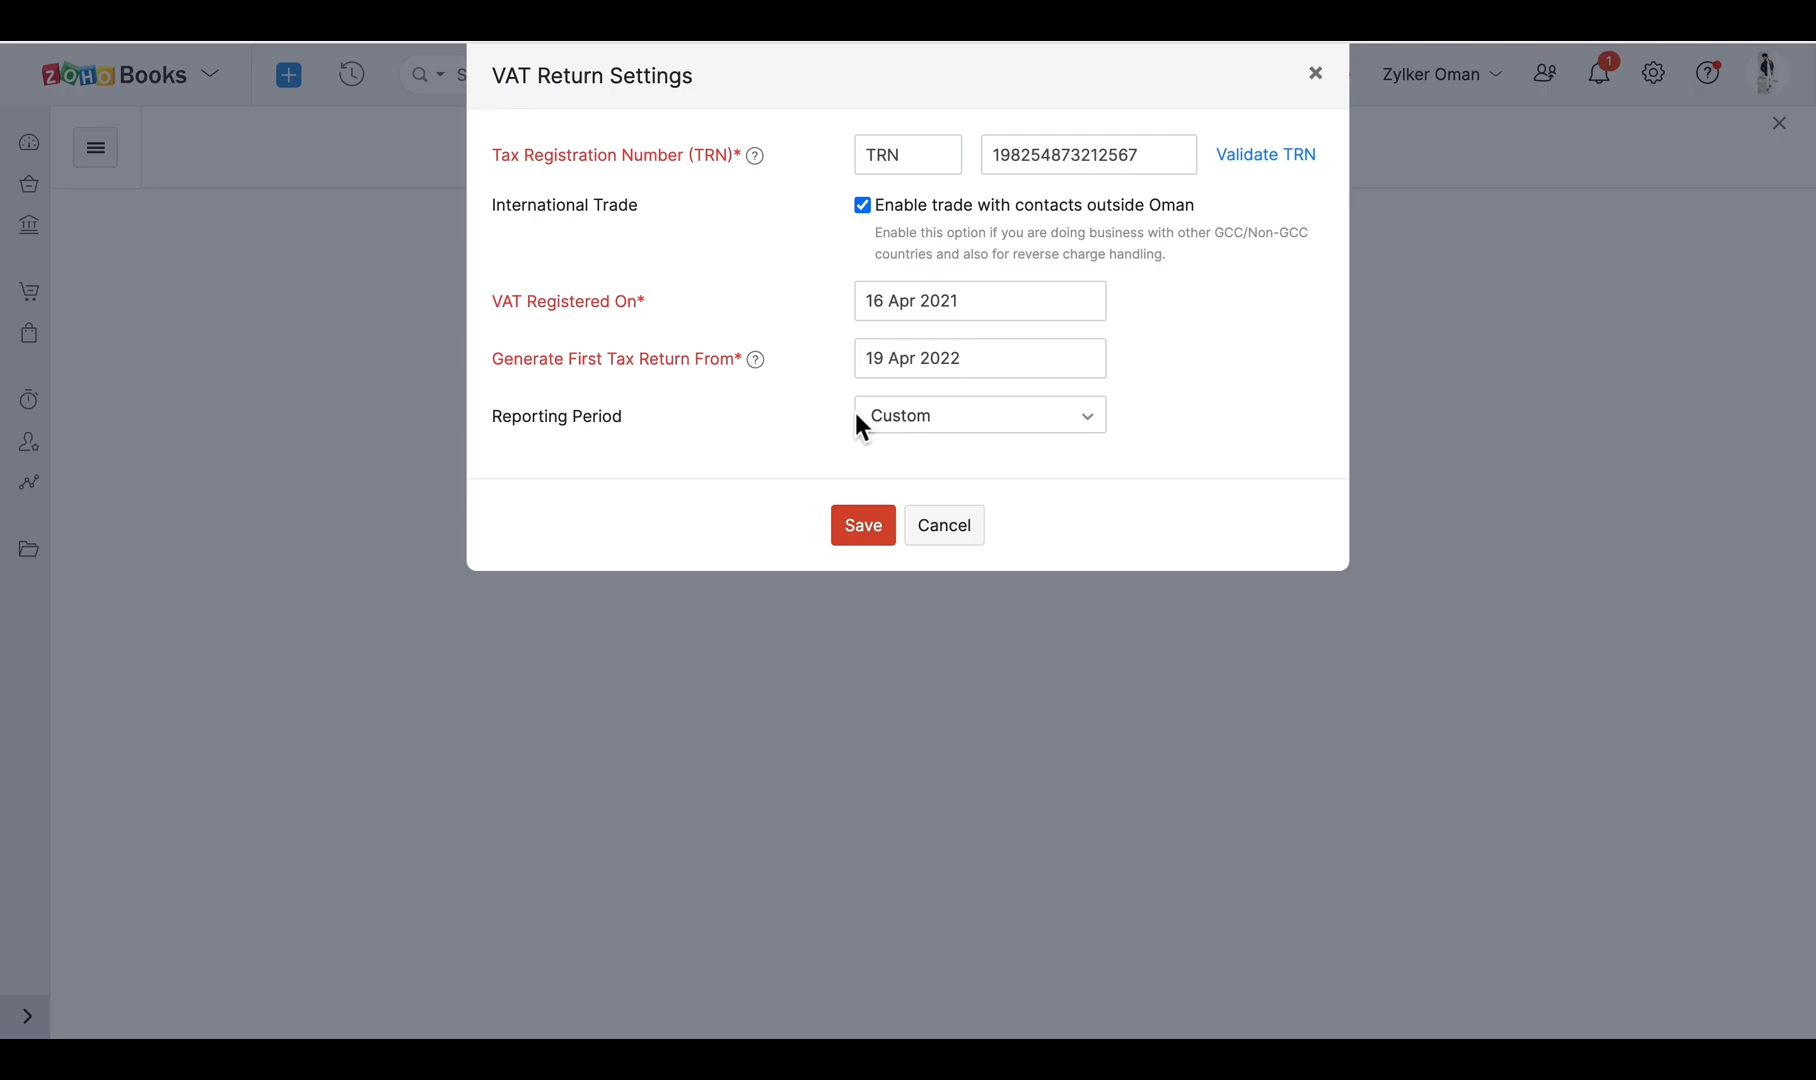 ZOHO Books
S
VAT Return Settings
Zylker Oman
1
Tax Registration Number (TRN)* ?
TRN
198254873212567
Validate TRN
International Trade
Enable trade with contacts outside Oman
Enable this option if you are doing business with other GCC/Non-GCC
countries and also for reverse charge handling.
VAT Registered On*
16 Apr 2021
Generate First Tax Return From* ?
19 Apr 2022
Reporting Period
Custom
Save
Cancel